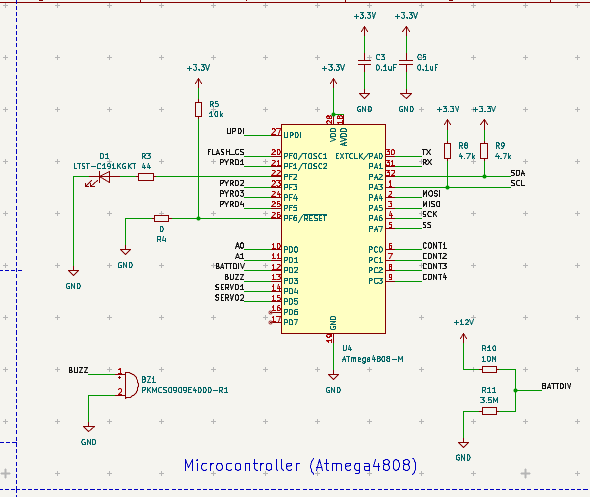 +3.3V
+3.3V
C3
0.1uF
C5
0.1uF
GND
GND
+3.3V
+3.3V
+3.3V
+3.3V
R5
10k
R8
4.7k
R9
4.7k
UPDI
27
UPDI
28
VDD
18
AVDD
FLASH_CS
20
PF0/TOSC1
EXTCLK/PA0
30
TX
PYRO1
21
PF1/TOSC2
PA1
31
RX
D1
LTST-C191KGKT
R3
44
22
PF2
PA2
32
SDA
PYRO2
23
PF3
PA3
1
SCL
PYRO3
24
PF4
PA4
2
MOSI
PYRO4
25
PF5
PA5
3
MISO
26
PF6/RESET
PA6
4
SCK
PA7
5
SS
0
R4
GND
GND
A0
10
PD0
PC0
6
CONT1
A1
11
PD1
PC1
7
CONT2
BATTDIV
12
PD2
PC2
8
CONT3
BUZZ
13
PD3
PC3
9
CONT4
SERVO1
14
PD4
SERVO2
15
PD5
16
PD6
17
PD7
GND
19
U4
ATmega4808-M
GND
+12V
R10
10M
R11
3.5M
BATTDIV
GND
BUZZ
1
2
BZ1
PKMCS0909E4000-R1
GND
Microcontroller (Atmega4808)